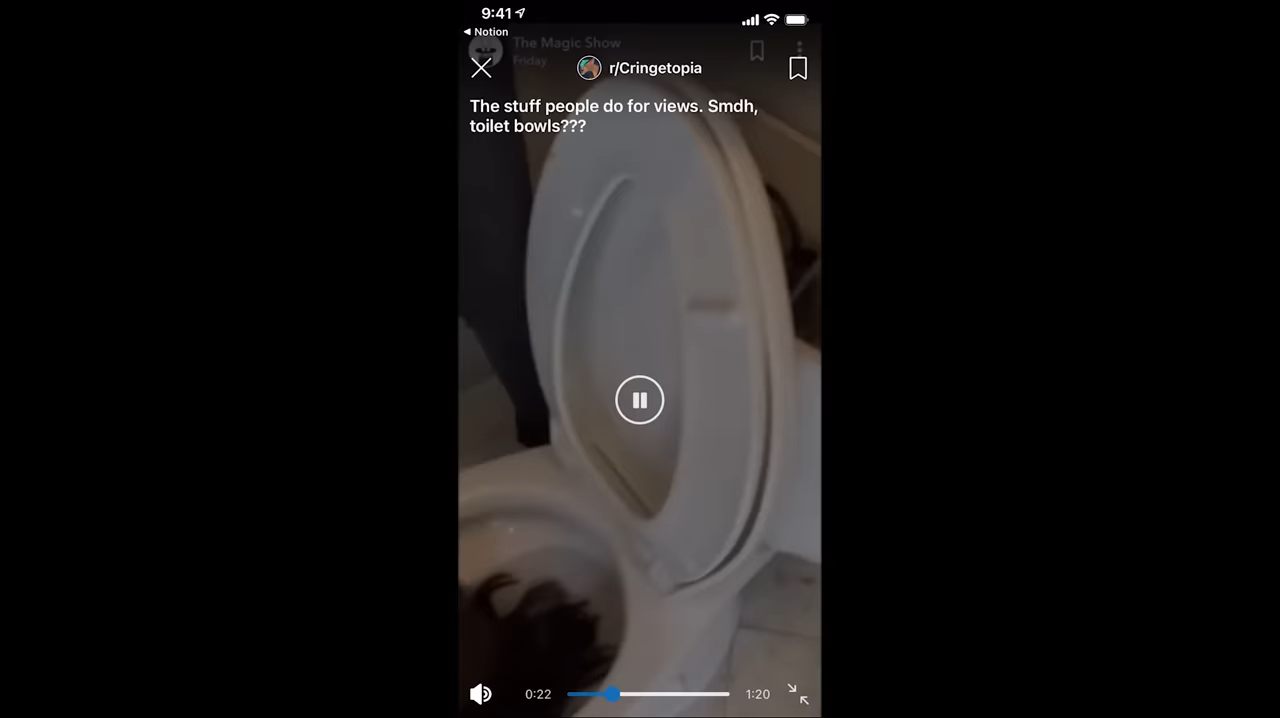 9:41
Notion
The Magic Show
Friday
r/Cringetopia
The stuff people do for views. Smdh,
toilet bowls???
0:22
1:20